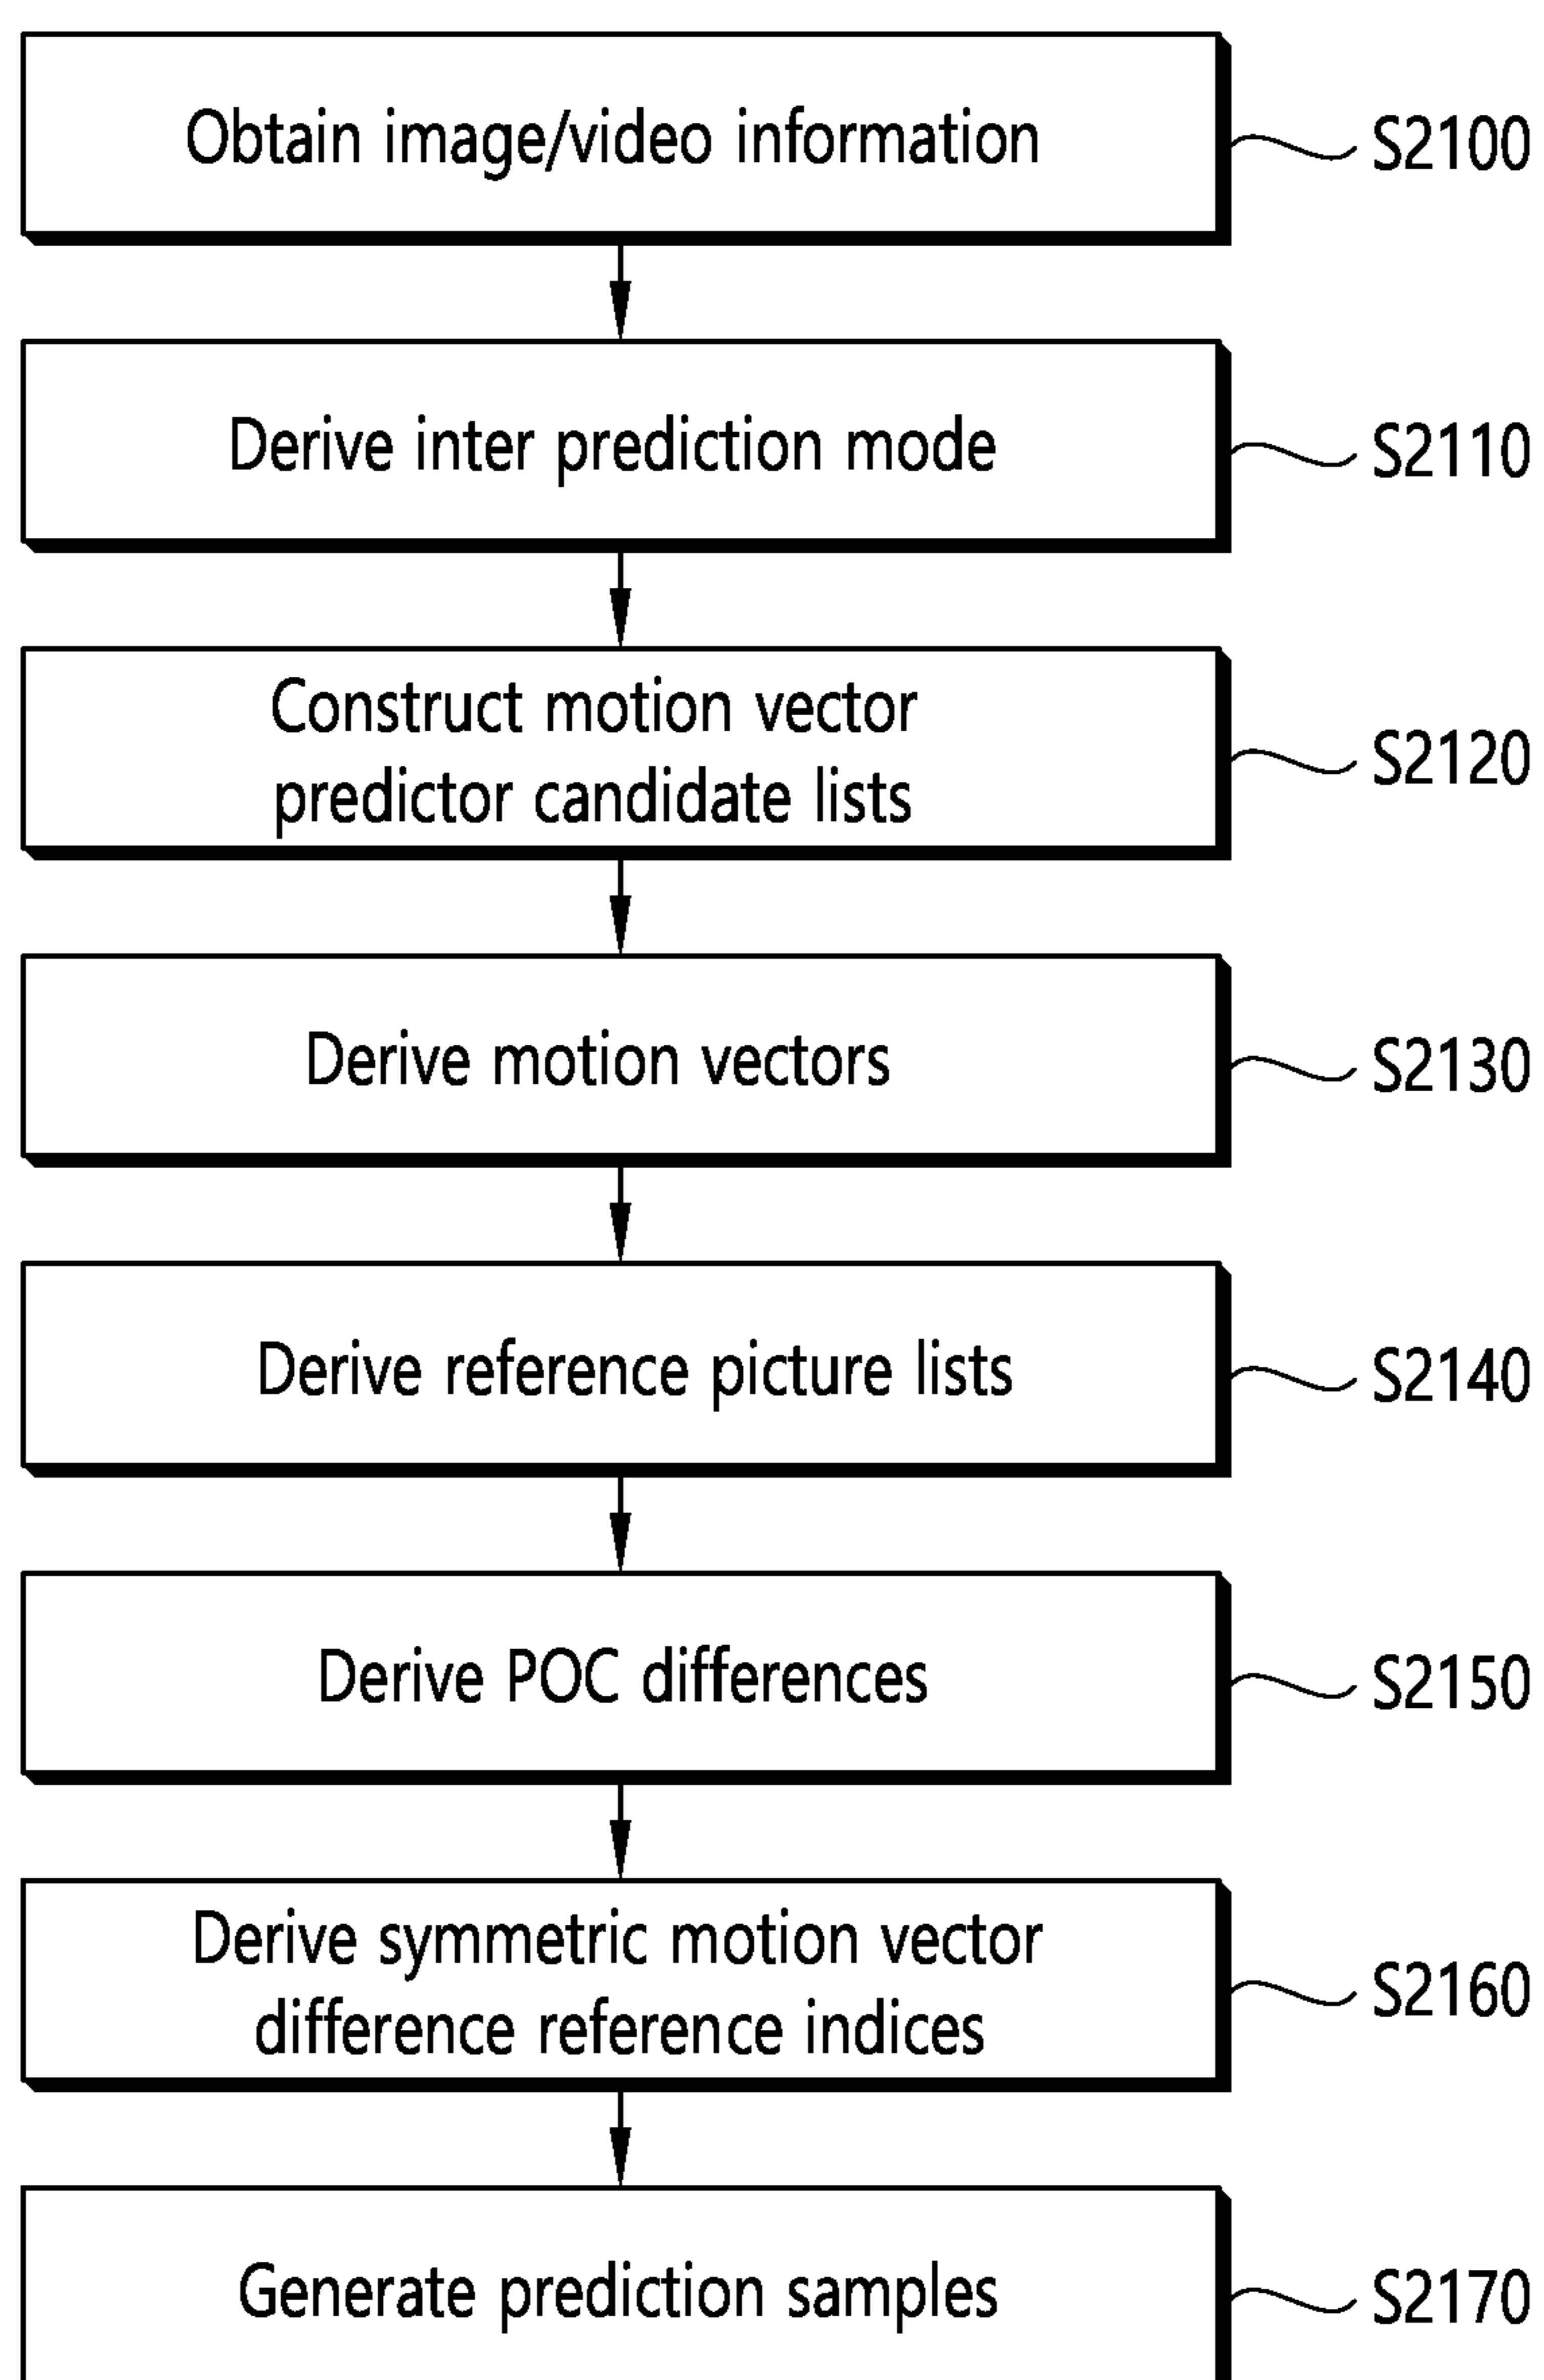 Obtain image/video information
S2100
Derive inter prediction mode
S2110
Construct motion vector
predictor candidate lists
S2120
Derive motion vectors
S2130
Derive reference picture lists
S2140
Derive POC differences
S2150
Derive symmetric motion vector
difference reference indices
S2160
Generate prediction samples
S2170